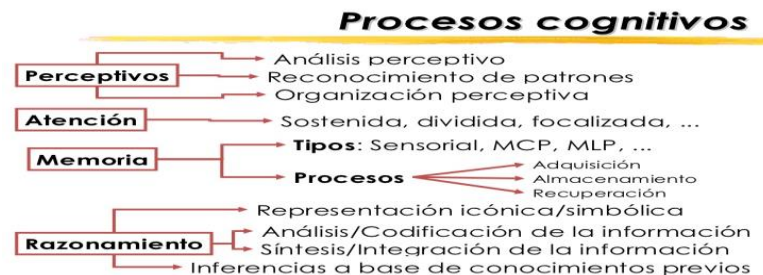 Procesos cognitivos
Perceptivos
Análisis perceptivo
Reconocimiento de patrones
Organización perceptiva
Atención
Sostenida, dividida, focalizada, ...
Memoria
Tipos: Sensorial, MCP, MLP, ...
Procesos
Adquisición
Almacenamiento
Recuperación
Razonamiento
Representación icónica/simbólica
Análisis/Codificación de la información
Síntesis/Integración de la información
Inferencias a base de conocimientos previos